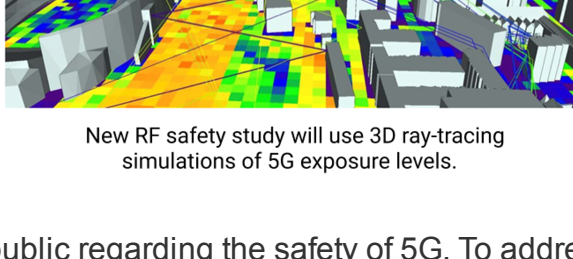 New RF safety study will use 3D ray-tracing
simulations of 5G exposure levels.
public regarding the safety of 5G. To addre